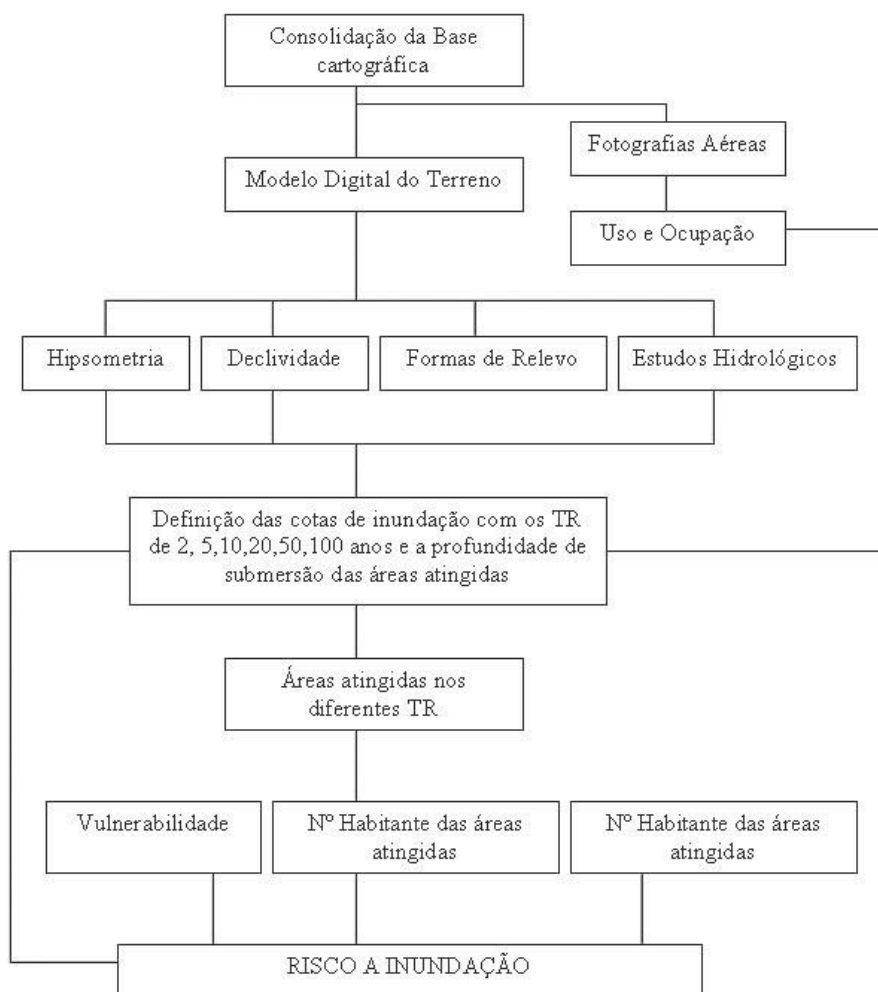 Consolidação da Base
cartográfica
Fotografias Aéreas
Modelo Digital do Terreno
Uso e Ocupação
Hipsometria
Declividade
Formas de Relevo
Estudos Hidrológicos
Definição das cotas de inundação com os TR
de 2, 5,10,20,50,100 anos e a profundidade de
submersão das áreas atingidas
Áreas atingidas nos
diferentes TR
Vulnerabilidade
Nº Habitante das áreas
atingidas
Nº Habitante das áreas
atingidas
RISCO A INUNDAÇÃO